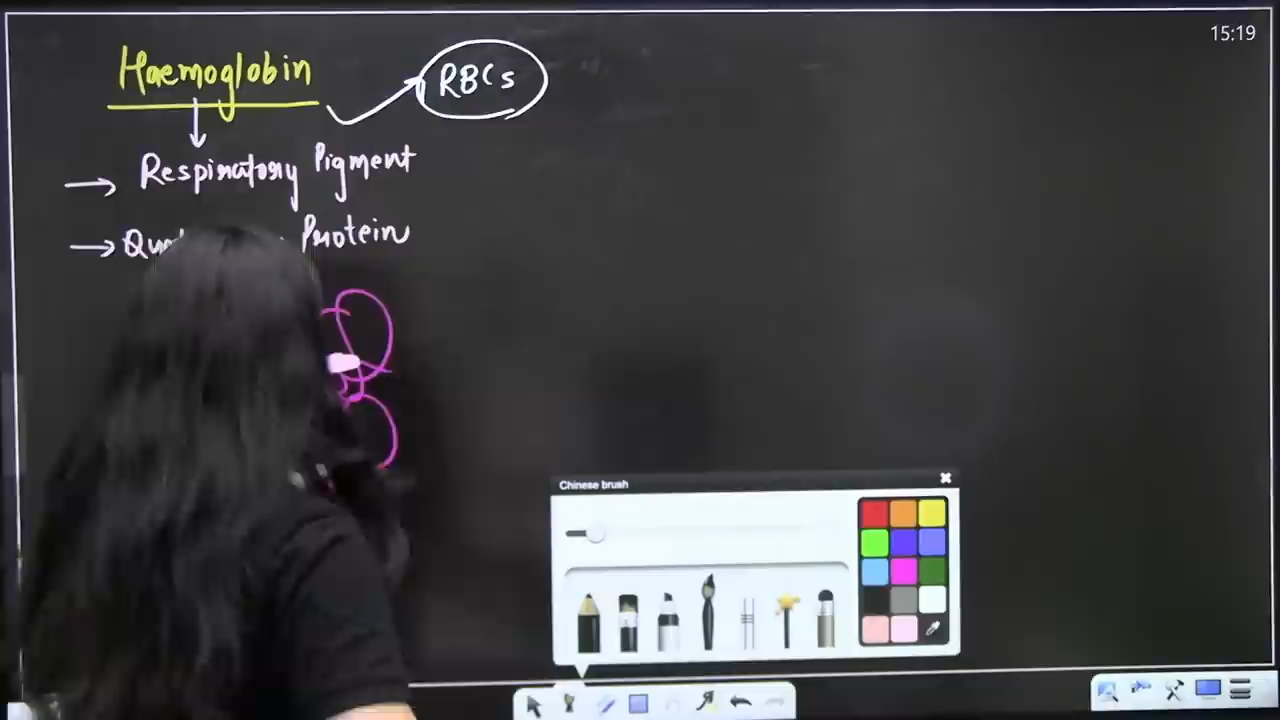 Haemoglobin
RBCs
15:19
→ Respiratory Pigment
→ Protein
Chinese brush